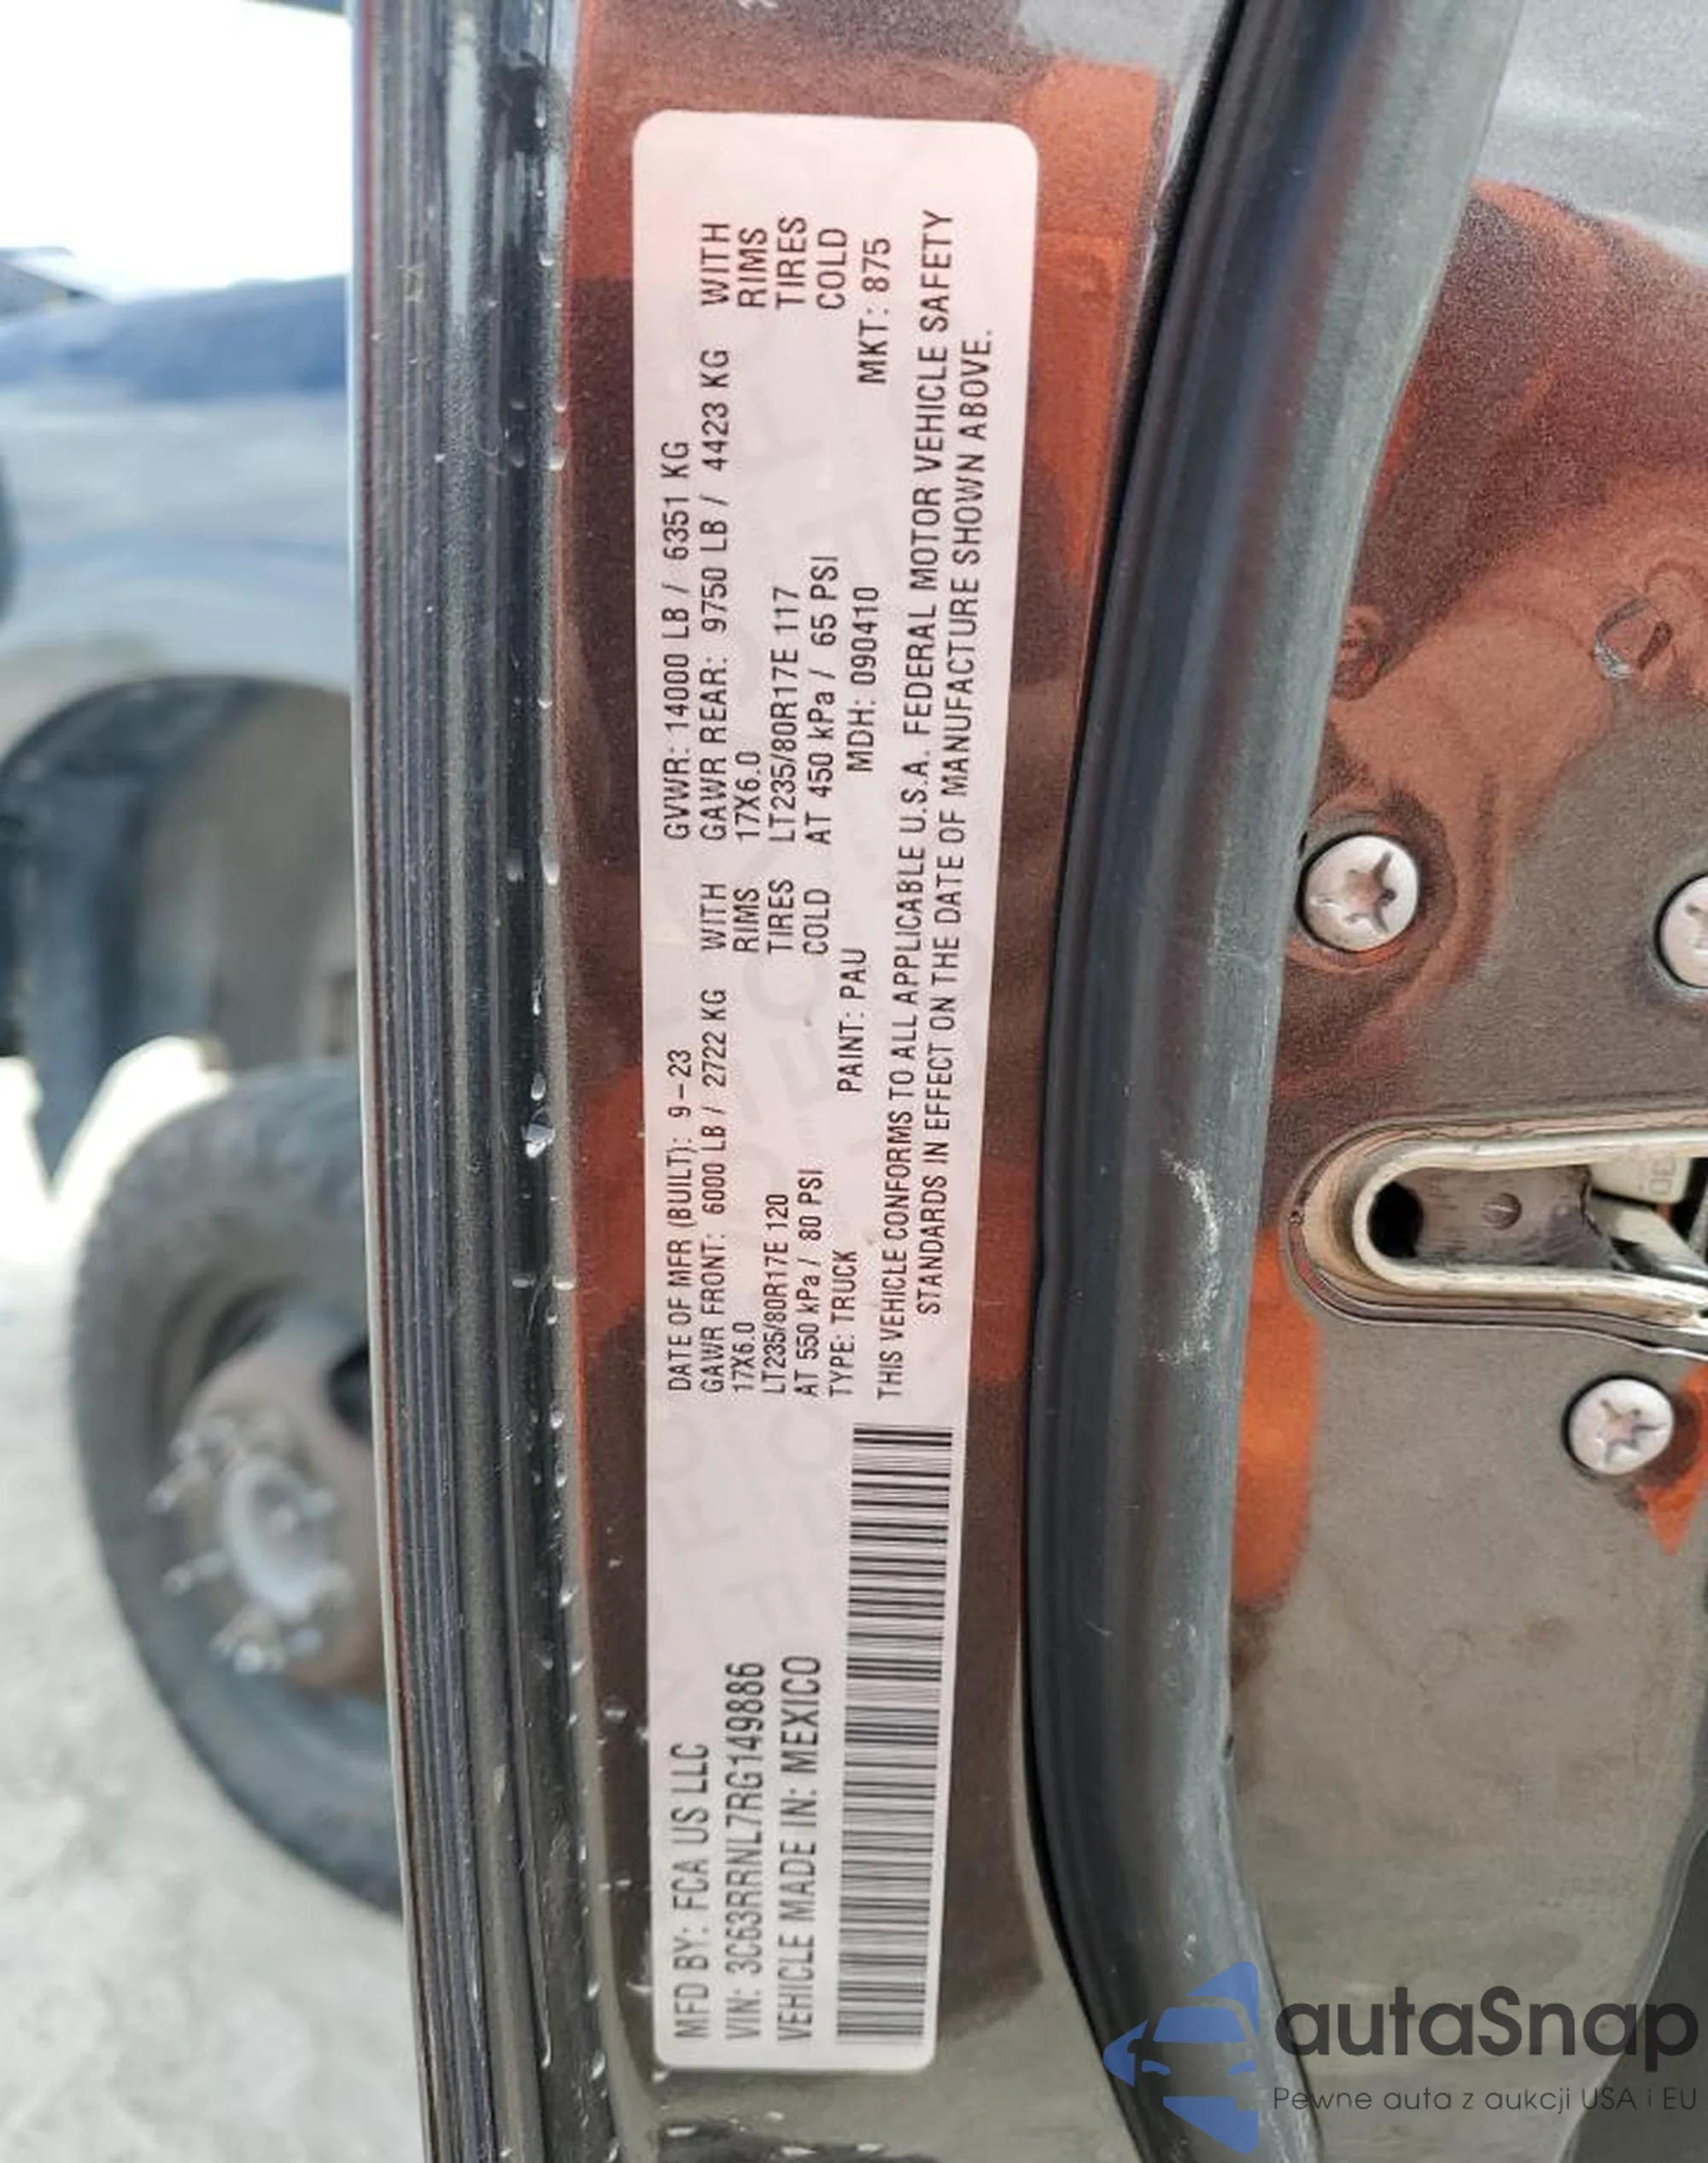 MFD BY: FCA US LLC
VIN: 3C63RRNL7RG149886
VEHICLE MADE IN: MEXICO
DATE OF MFR (BUILT): 9-23 GVWR: 14000 LB / 6351 KG
GAWR FRONT: 6000 LB / 2722 KG WITH GAWR REAR: 9750 LB / 4423 KG WITH
17X6.0 RIMS 17X6.0 RIMS
LT235/80R17E 120 TIRES LT235/80R17E 117 TIRES
AT 550 kPa / 80 PSI COLD AT 450 kPa / 65 PSI COLD
TYPE: TRUCK PAINT: PAU MDH: 090410 MKT: 875
THIS VEHICLE CONFORMS TO ALL APPLICABLE U.S.A. FEDERAL MOTOR VEHICLE SAFETY
STANDARDS IN EFFECT ON THE DATE OF MANUFACTURE SHOWN ABOVE.
autaSnap
Pewne auta z aukcji USA i EU